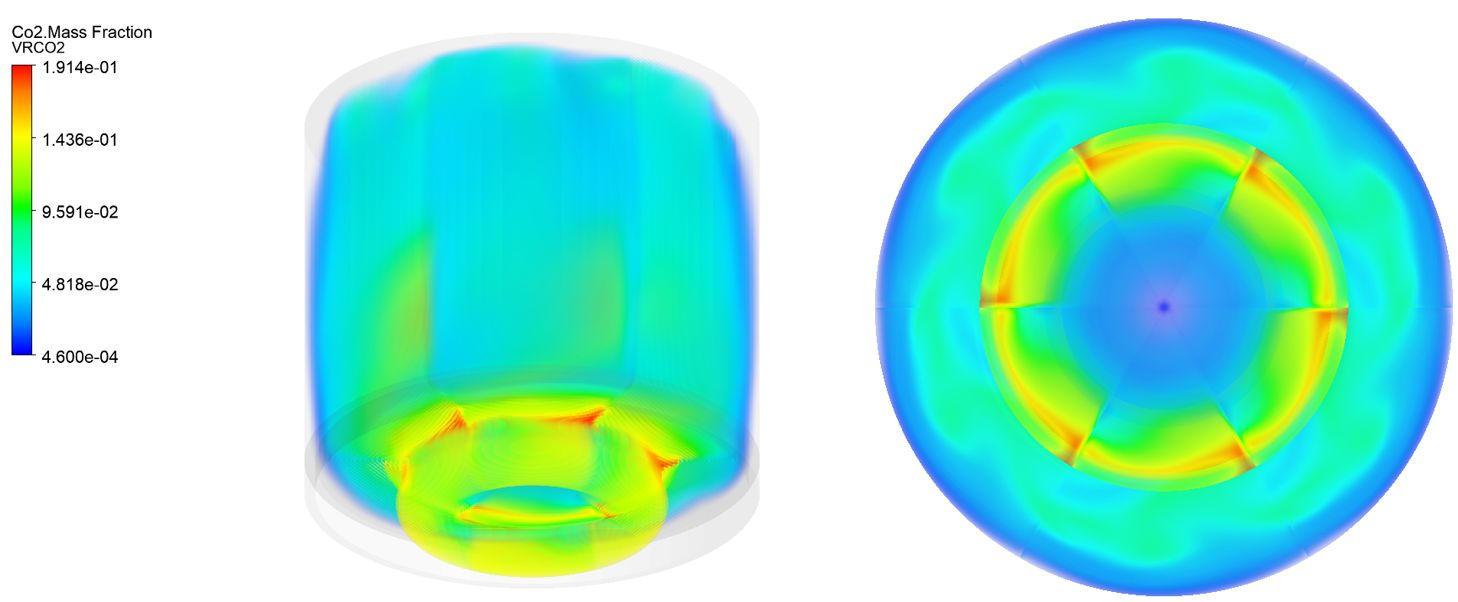 Co2.Mass Fraction
VRCO2
1.914e-01
1.436e-01
9.591e-02
4.818e-02
4.600e-04